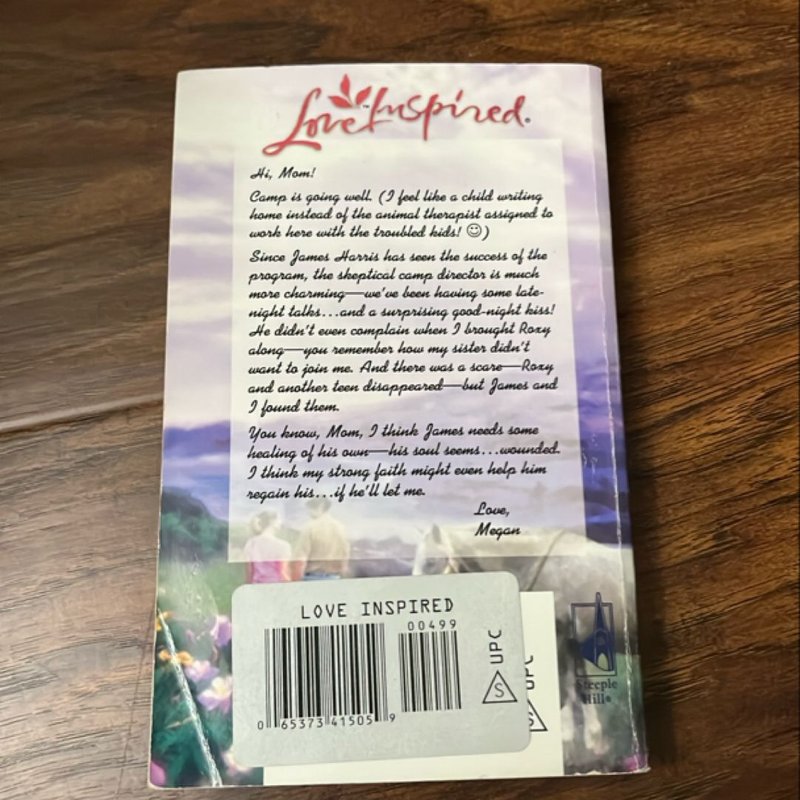 Love Inspired®
Hi, Mom!
Camp is going well. (I feel like a child writing
home instead of the animal therapist assigned to
work here with the troubled kids! ☺)
Since James Harris has seen the success of the
program, the skeptical camp director is much
more charming—we've been having some late-
night talks...and a surprising good-night kiss!
He didn't even complain when I brought Roxy
along—you remember how my sister didn't
want to join me. And there was a scare—Roxy
and another teen disappeared—but James and
I found them.
You know, Mom, I think James needs some
healing of his own—his soul seems...wounded.
I think my strong faith might even help him
regain his...if he'll let me.
Love,
Megan
LOVE INSPIRED
00499
0 65373 41505 9
S UPC
UPC
Steeple
Hill®